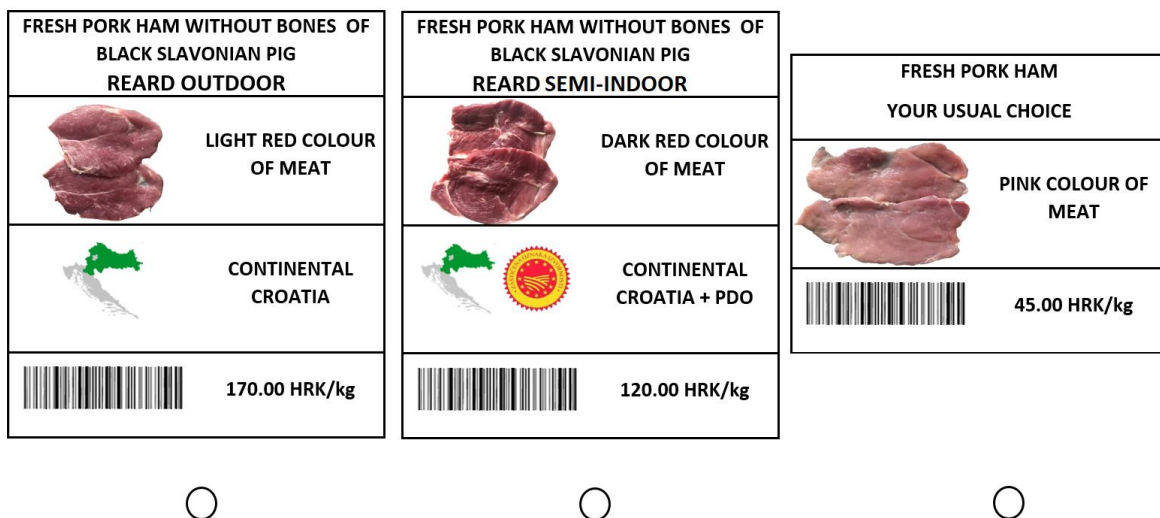 FRESH PORK HAM WITHOUT BONES OF
BLACK SLAVONIAN PIG
REARD OUTDOOR
LIGHT RED COLOUR
OF MEAT
CONTINENTAL
CROATIA
170.00 HRK/kg
FRESH PORK HAM WITHOUT BONES OF
BLACK SLAVONIAN PIG
REARD SEMI-INDOOR
DARK RED COLOUR
OF MEAT
CONTINENTAL
CROATIA + PDO
120.00 HRK/kg
FRESH PORK HAM
YOUR USUAL CHOICE
PINK COLOUR OF
MEAT
45.00 HRK/kg